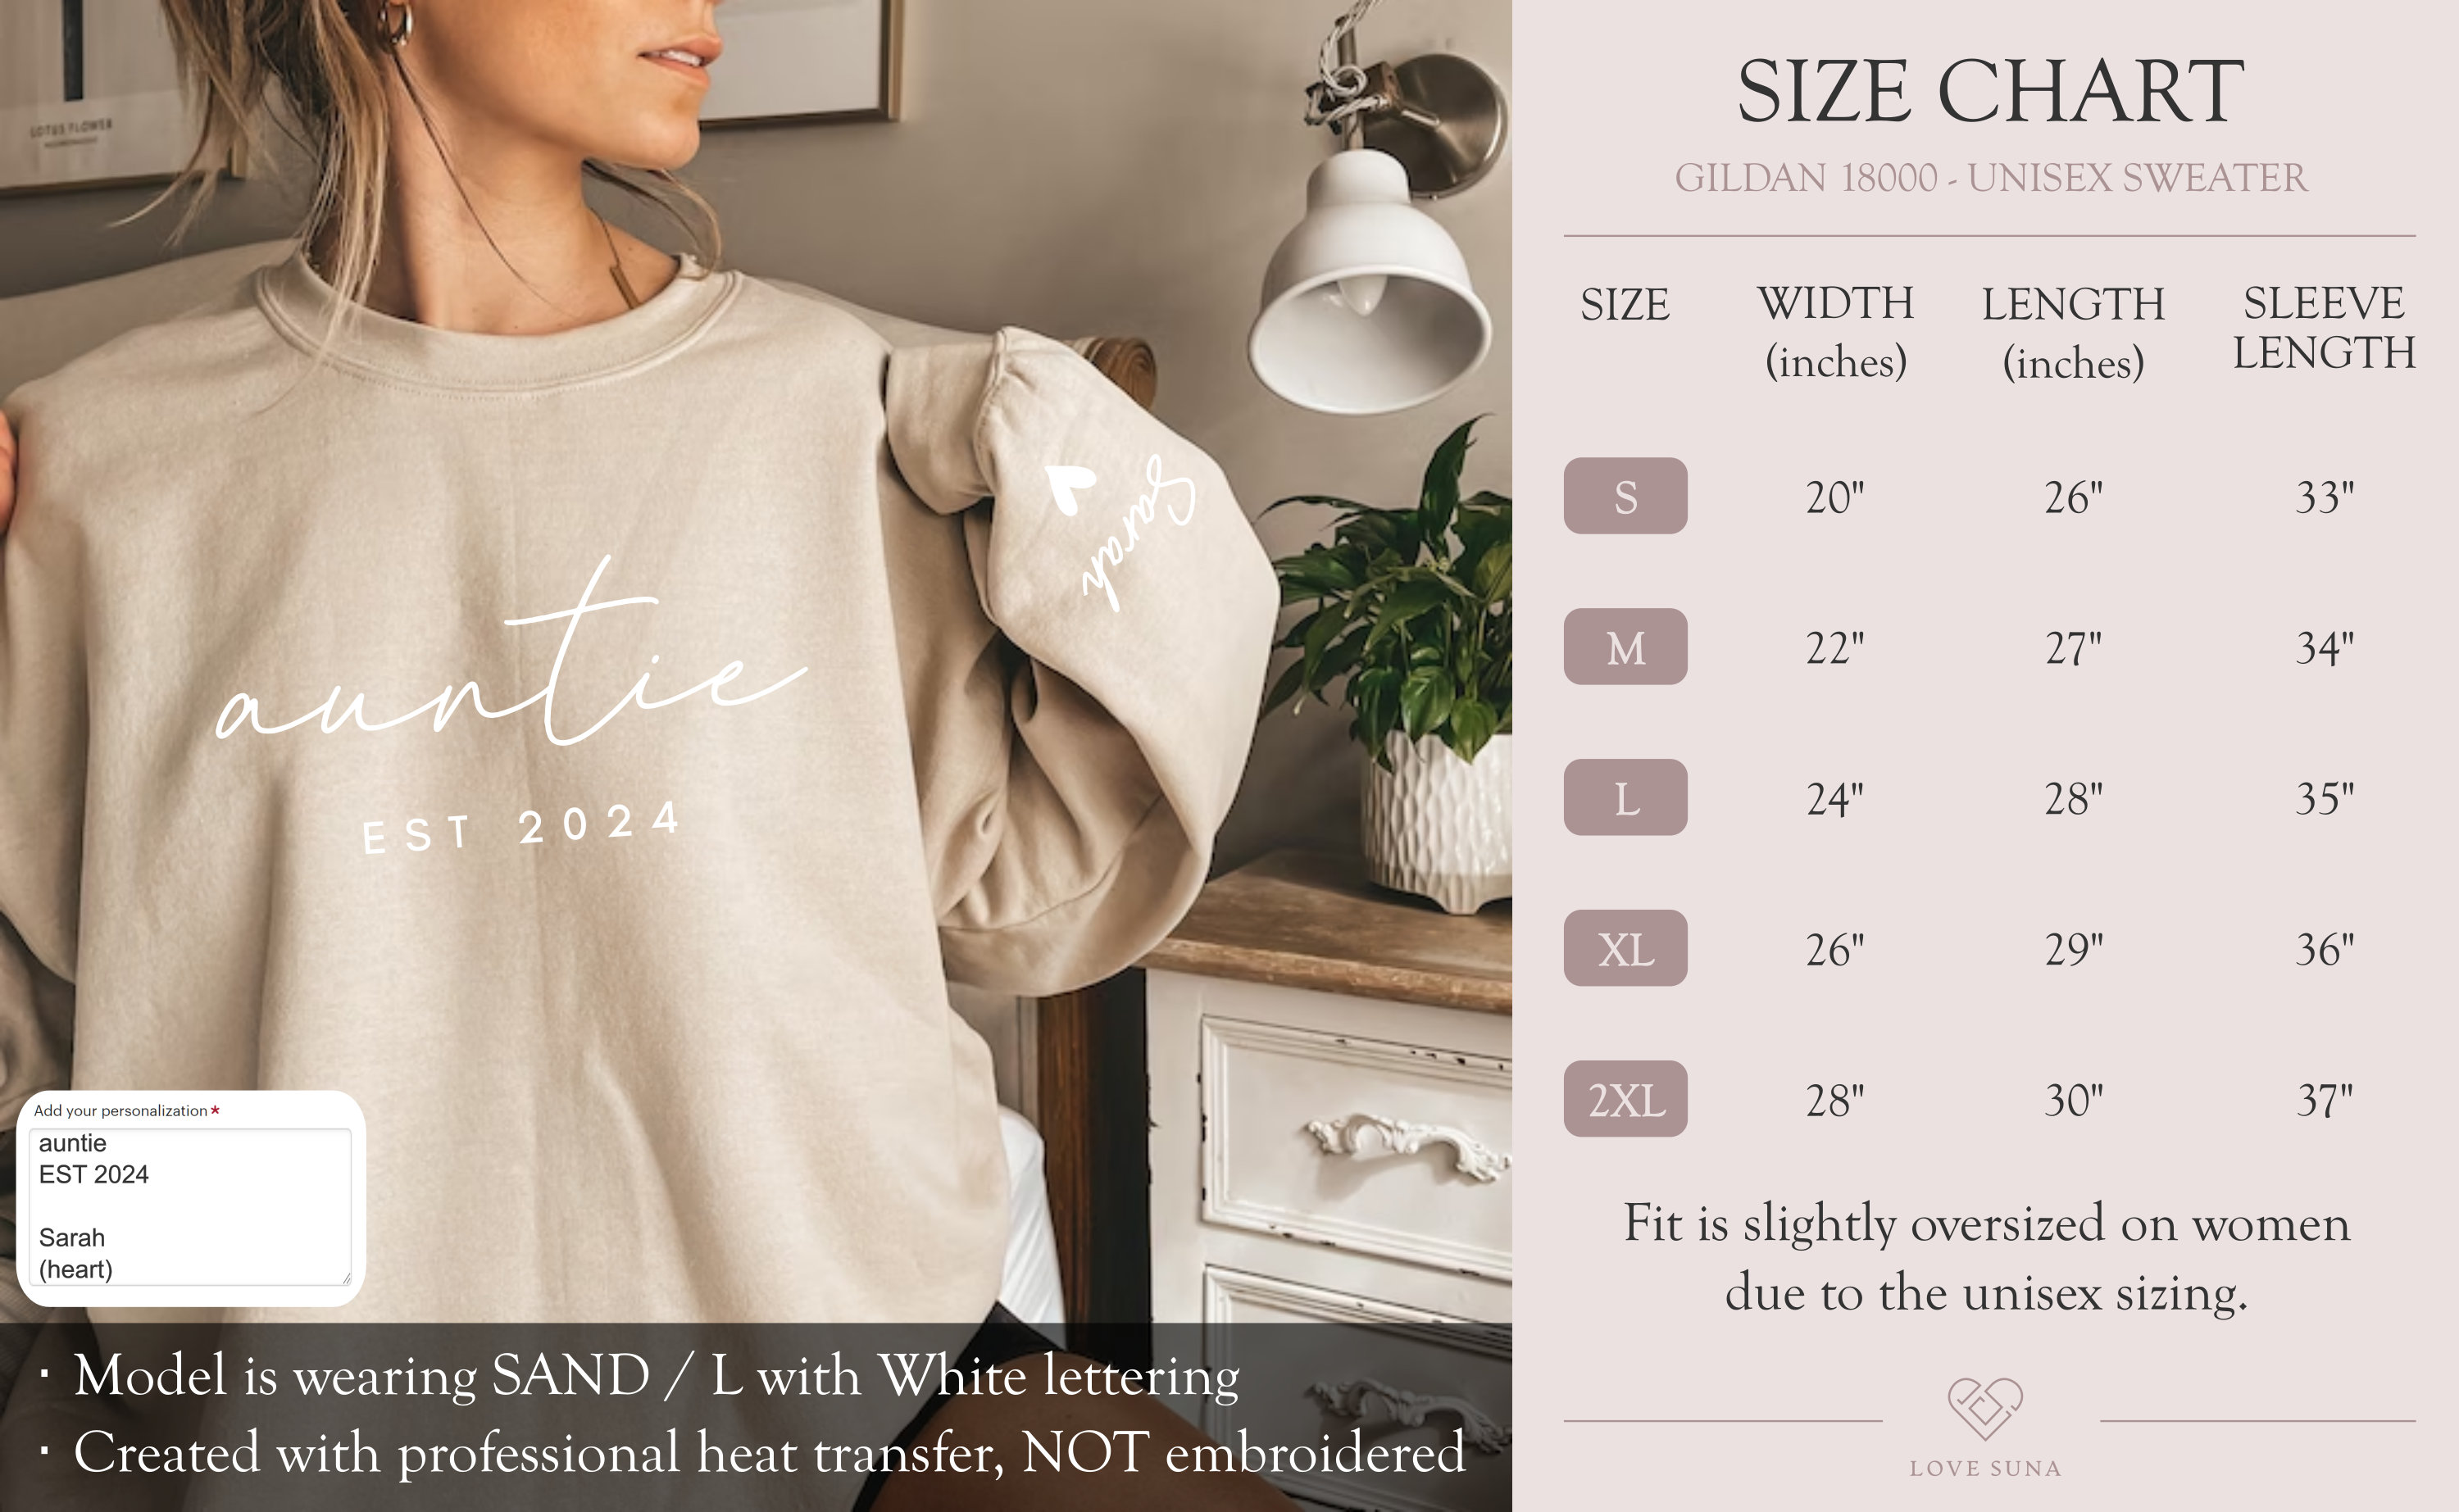 LOTUS FLOWER
auntie
EST 2024
Sarah
Add your personalization *
auntie
EST 2024
Sarah
(heart)
· Model is wearing SAND / L with White lettering
· Created with professional heat transfer, NOT embroidered
SIZE CHART
GILDAN 18000 - UNISEX SWEATER
SIZE WIDTH (inches) LENGTH (inches) SLEEVE LENGTH
S 20" 26" 33"
M 22" 27" 34"
L 24" 28" 35"
XL 26" 29" 36"
2XL 28" 30" 37"
Fit is slightly oversized on women
due to the unisex sizing.
LOVE SUNA